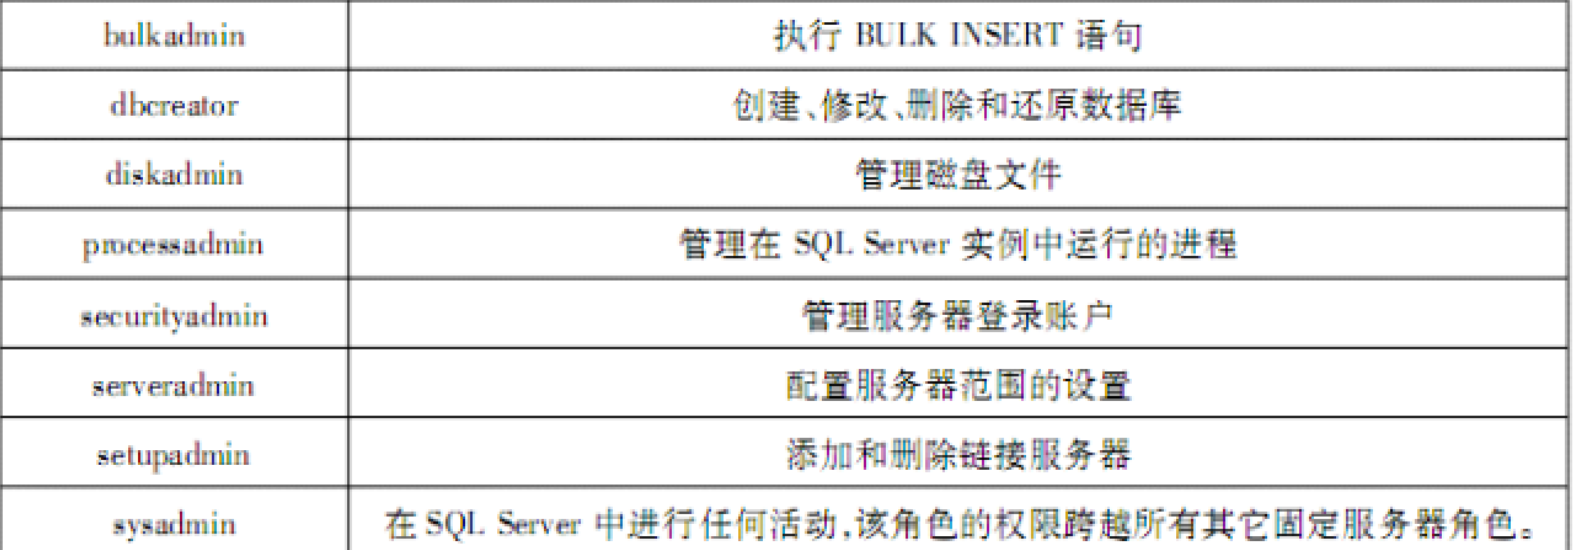 bulkadmin 执行 BULK INSERT 语句
dbcreator 创建、修改、删除和还原数据库
diskadmin 管理磁盘文件
processadmin 管理在 SQL Server 实例中运行的进程
securityadmin 管理服务器登录账户
serveradmin 配置服务器范围的设置
setupadmin 添加和删除链接服务器
sysadmin 在 SQL Server 中进行任何活动,该角色的权限跨越所有其它固定服务器角色。